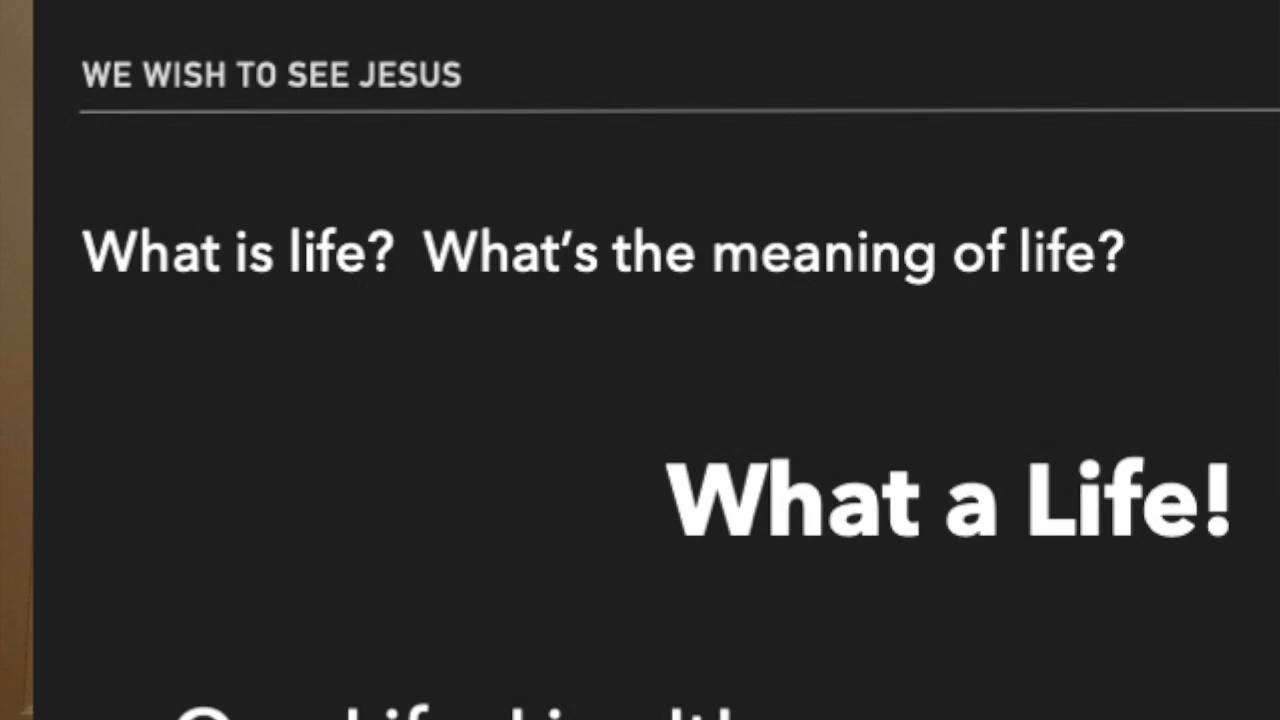 WE WISH TO SEE JESUS
What is life?  What’s the meaning of life?
What a Life!